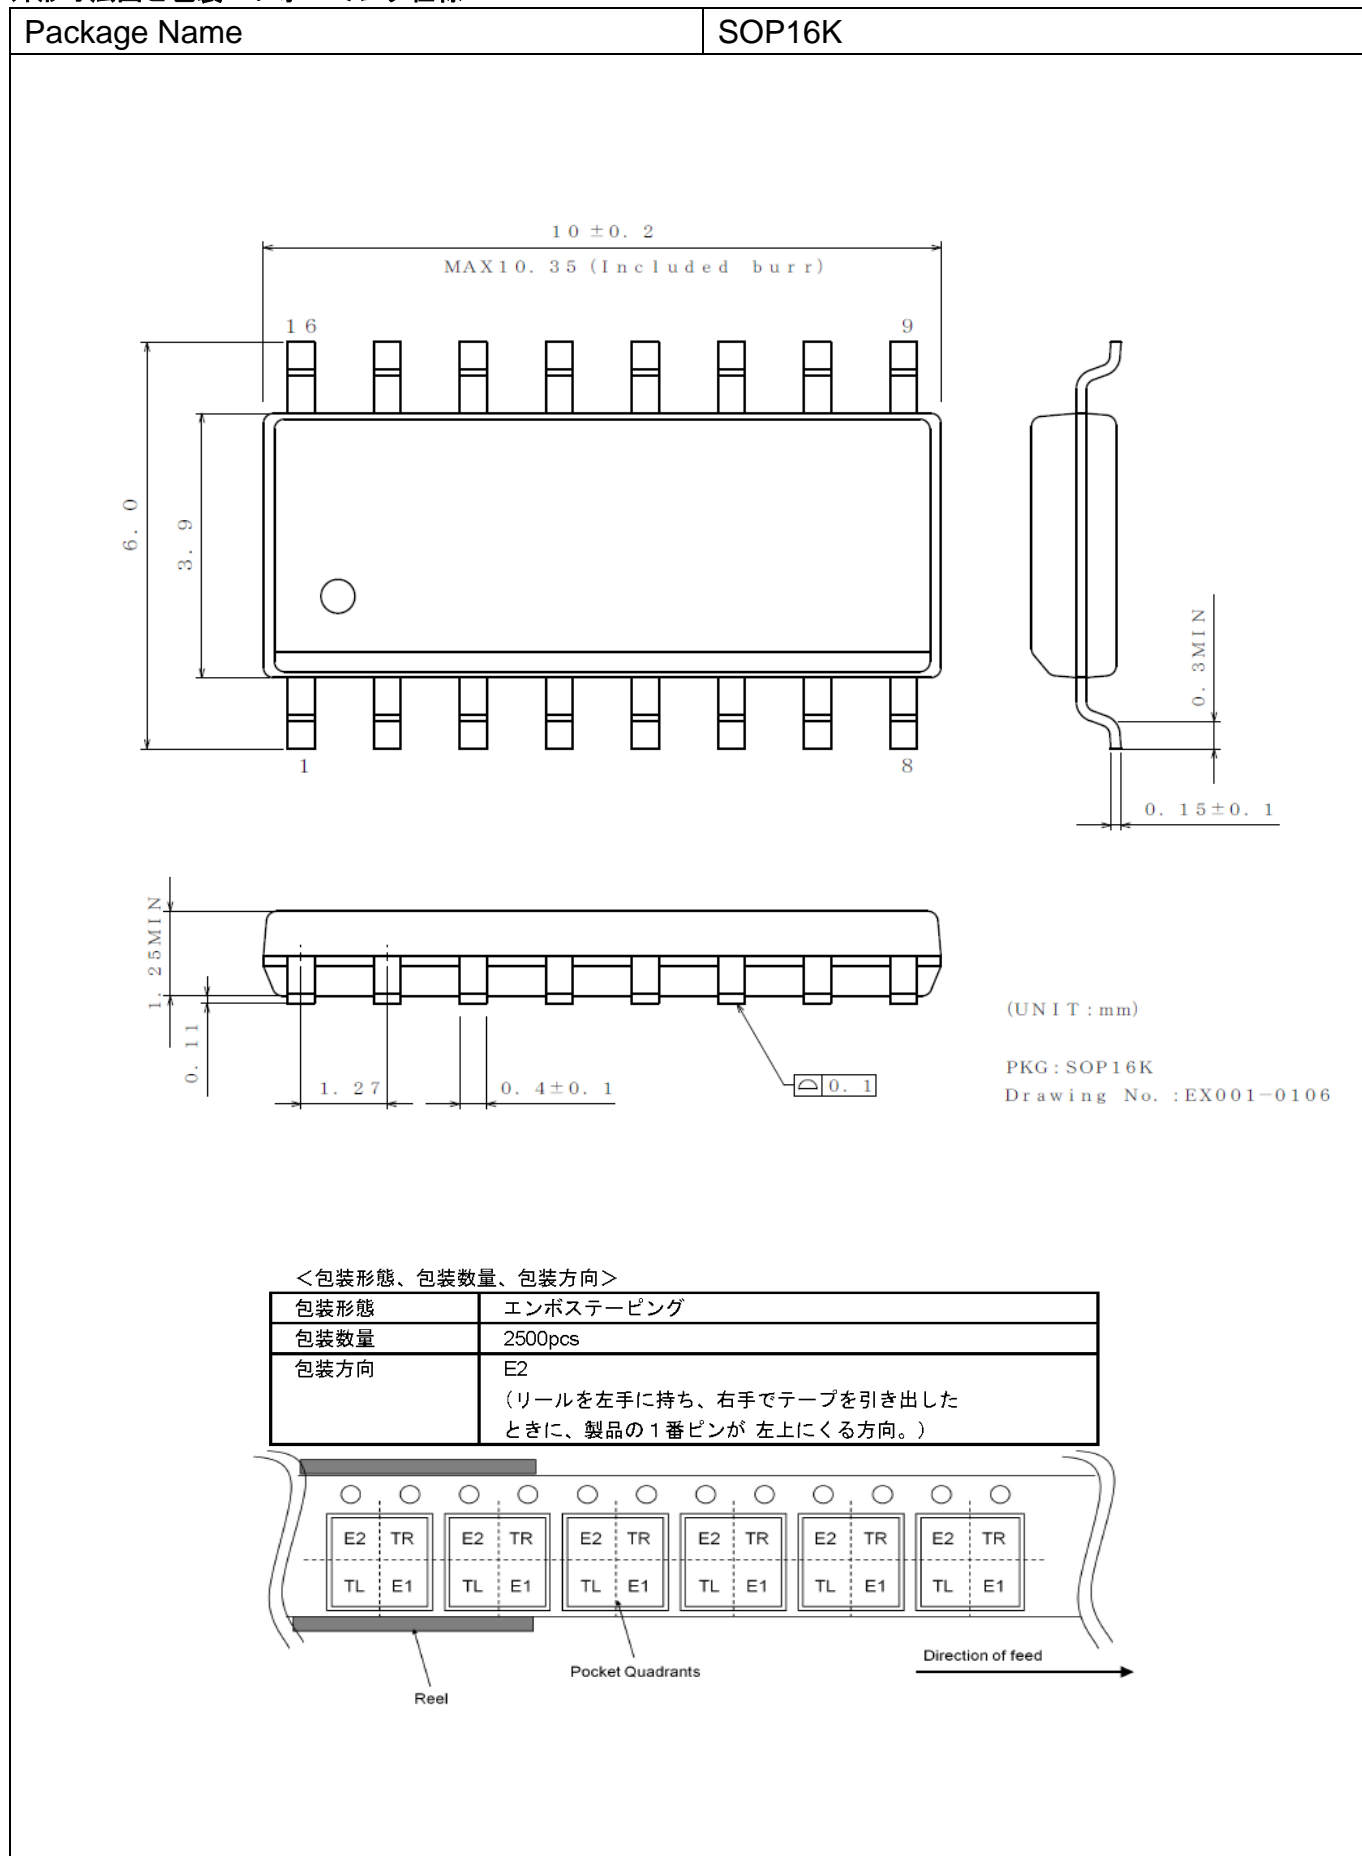 Package Name
SOP16K
10±0.2
MAX10.35(Included burr)
16
9
6.0
3.9
0.3MIN
1
8
0.15±0.1
1.25MIN
0.11
1.27
0.4±0.1
0.1
(UNIT:mm)
PKG:SOP16K
Drawing No.:EX001-0106
<包装形態、包装数量、包装方向>
包装形態
エンボステーピング
包装数量
2500pcs
包装方向
E2
(リールを左手に持ち、右手でテープを引き出した
ときに、製品の1番ピンが 左上にくる方向。)
E2 TR E2 TR E2 TR E2 TR E2 TR E2 TR
TL E1 TL E1 TL E1 TL E1 TL E1 TL E1
Direction of feed
Pocket Quadrants
Reel